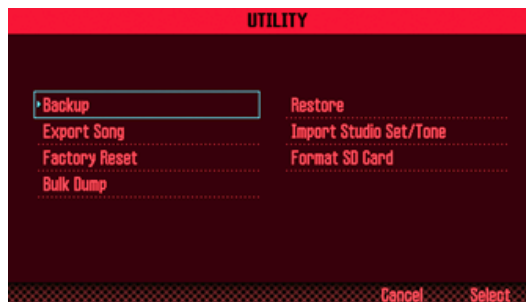 UTILITY
Backup
Restore
Export Song
Import Studio Set/Tone
Factory Reset
Format SD Card
Bulk Dump
Cancel
Select